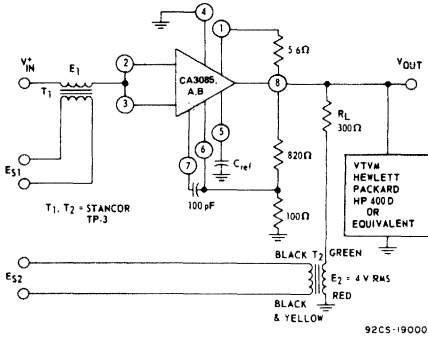 4
1
V+IN
E1
2
CA3085,
A,B
5.6Ω
8
VOUT
T1
3
RL
300Ω
5
ES1
7
6
Cref
820Ω
VTVM
HEWLETT
PACKARD
HP 400D
OR
EQUIVALENT
T1, T2 = STANCOR
TP-3
100 pF
100Ω
BLACK T2 GREEN
ES2
E2 = 4 V RMS
BLACK
& YELLOW
RED
92CS-19000